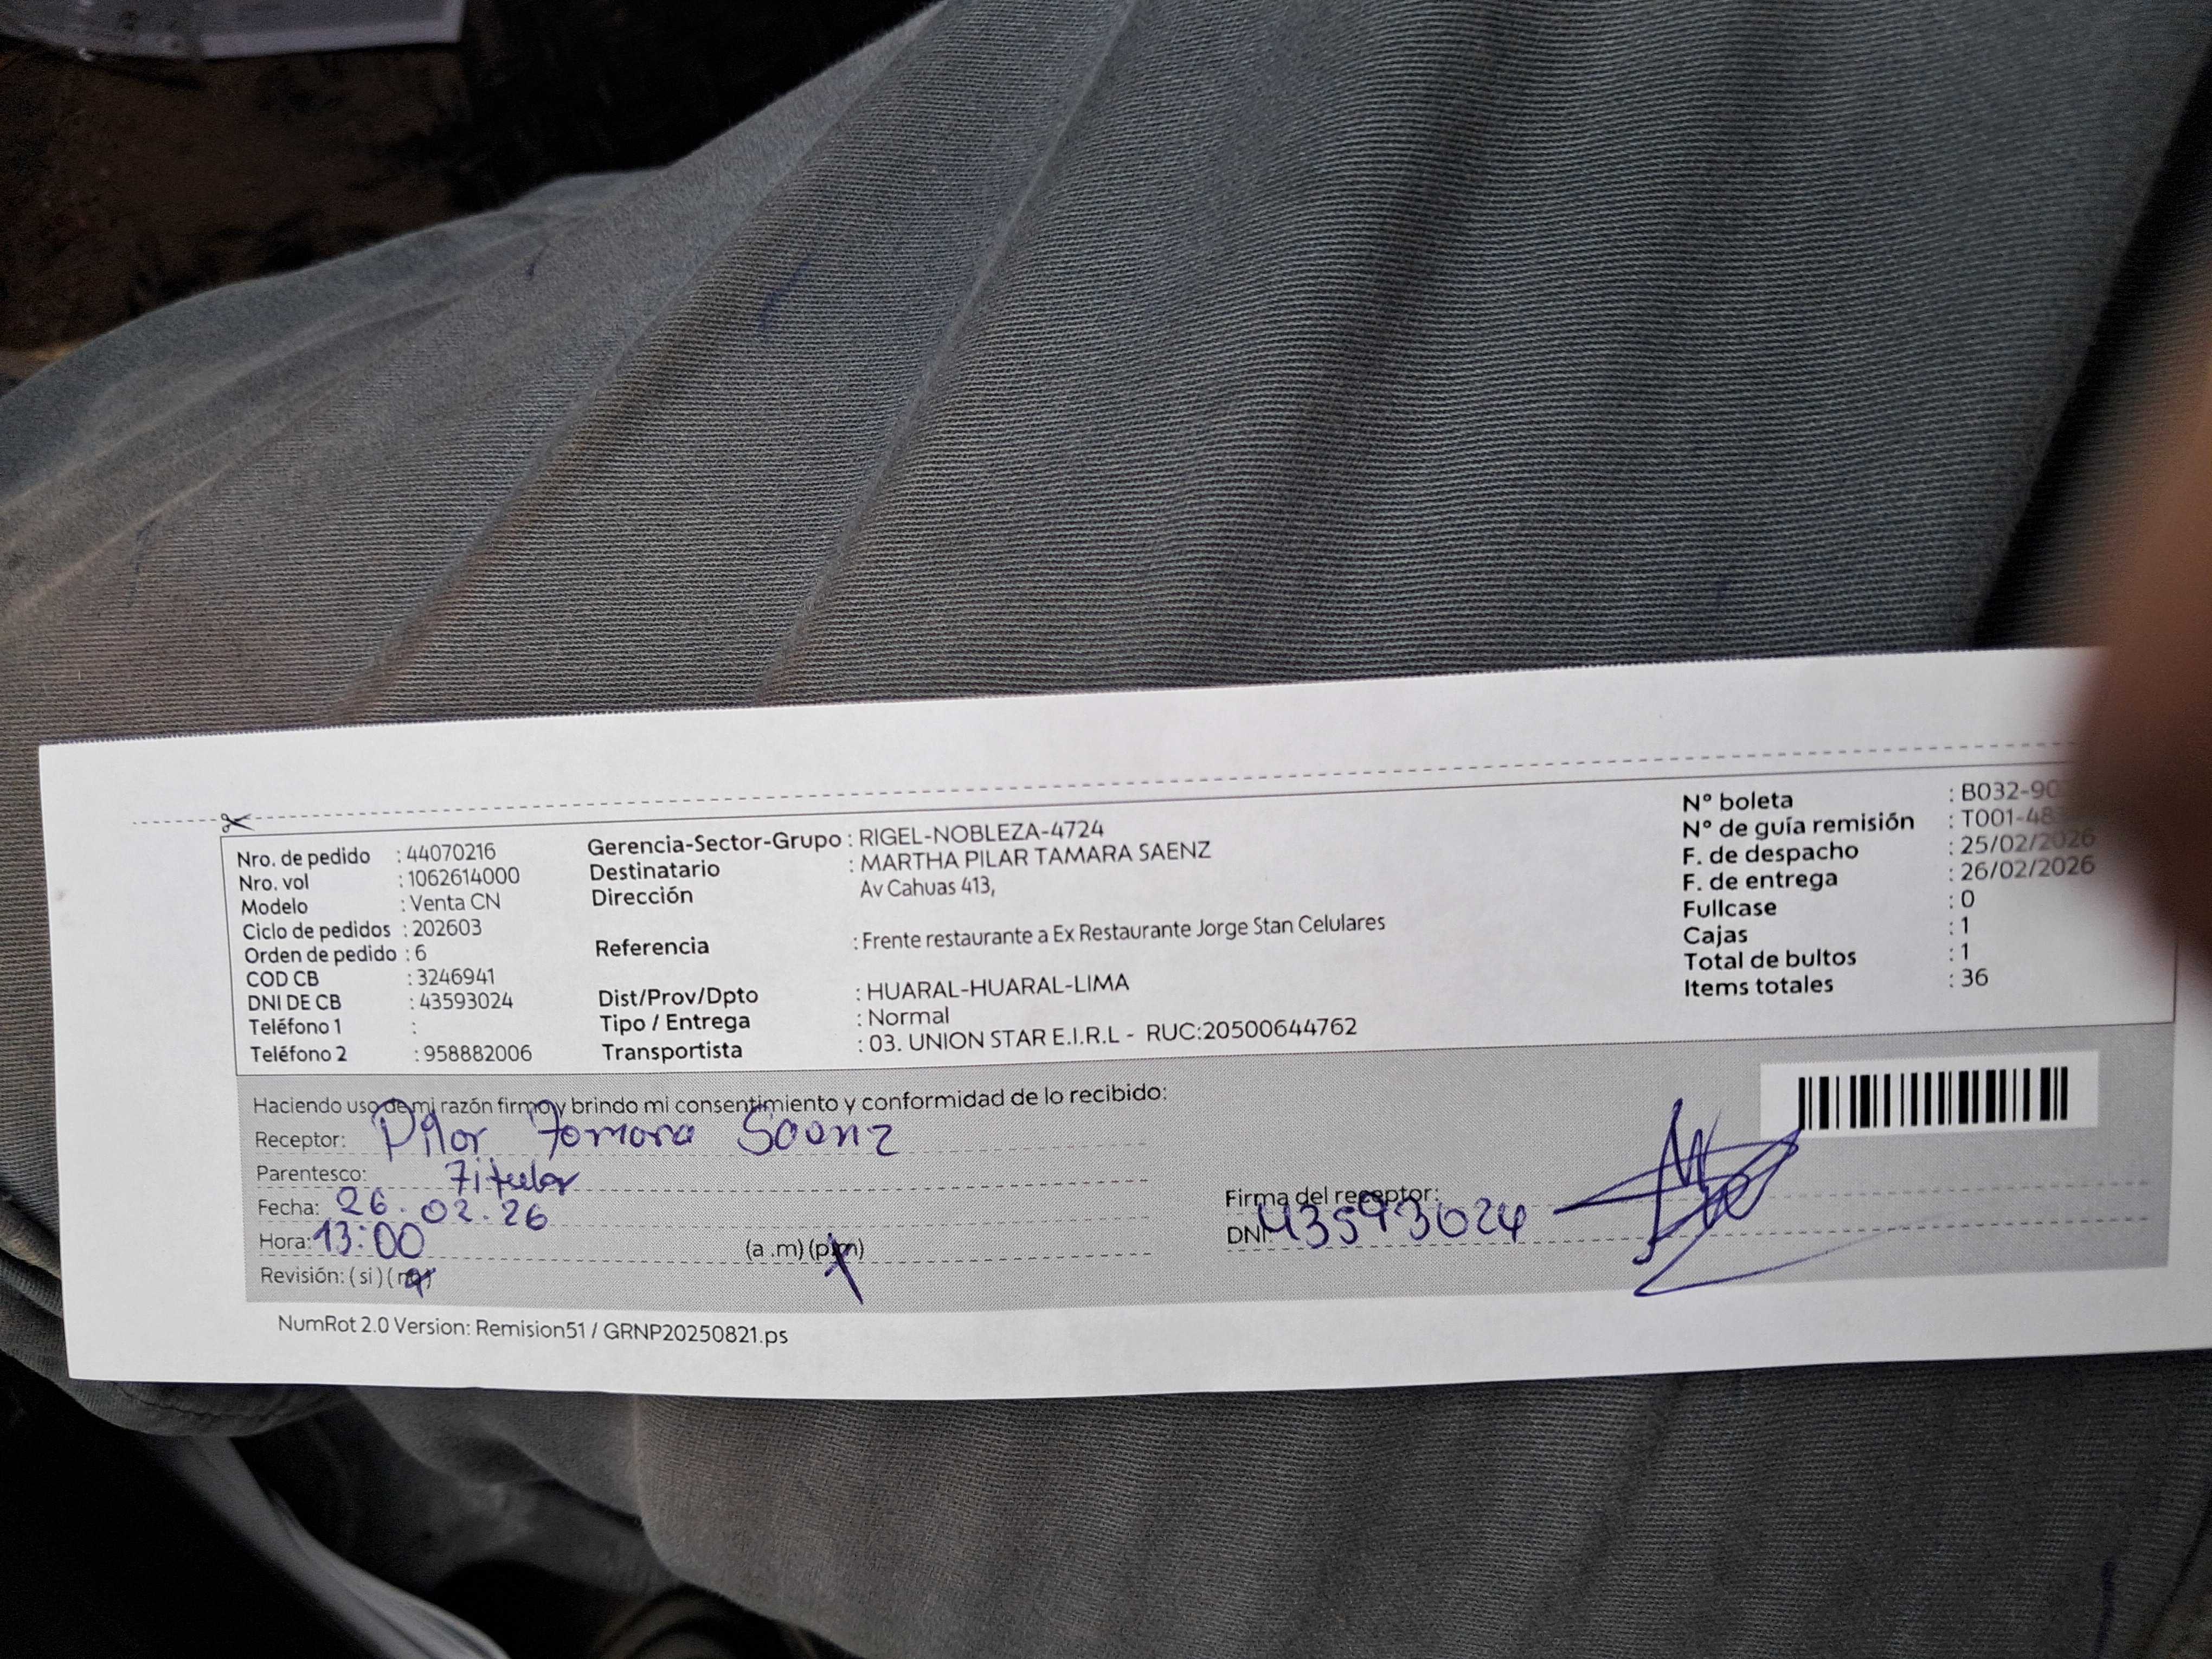 Nro. de pedido : 44070216
Nro. vol : 1062614000
Modelo : Venta CN
Ciclo de pedidos : 202603
Orden de pedido : 6
COD CB : 3246941
DNI DE CB : 43593024
Teléfono 1 :
Teléfono 2 : 958882006
Gerencia-Sector-Grupo : RIGEL-NOBLEZA-4724
Destinatario : MARTHA PILAR TAMARA SAENZ
Dirección Av Cahuas 413,
Referencia : Frente restaurante a Ex Restaurante Jorge Stan Celulares
Dist/Prov/Dpto : HUARAL-HUARAL-LIMA
Tipo / Entrega : Normal
Transportista : 03. UNION STAR E.I.R.L - RUC:20500644762
N° boleta : B032-90
N° de guía remisión : T001-48
F. de despacho : 25/02/2026
F. de entrega : 26/02/2026
Fullcase : 0
Cajas : 1
Total de bultos : 1
Items totales : 36
Haciendo uso de mi razón firmo y brindo mi consentimiento y conformidad de lo recibido:
Receptor: Pilar Tamara Saenz
Parentesco: Titular
Fecha: 26.02.26
Hora: 13:00 (a.m) (p.m)
Revisión: (si) (no)
Firma del receptor:
DNI: 43593024
NumRot 2.0 Version: Remision51 / GRNP20250821.ps